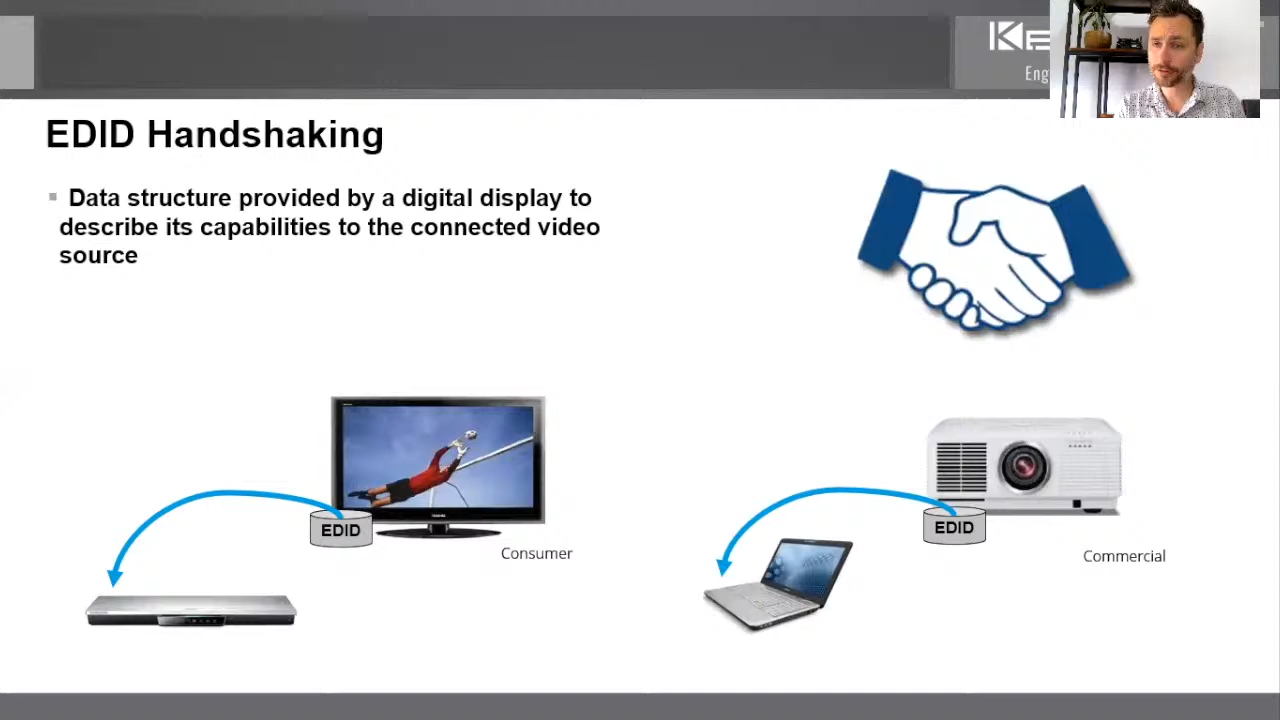 EDID Handshaking
Data structure provided by a digital display to
describe its capabilities to the connected video
source
EDID
Consumer
EDID
Commercial